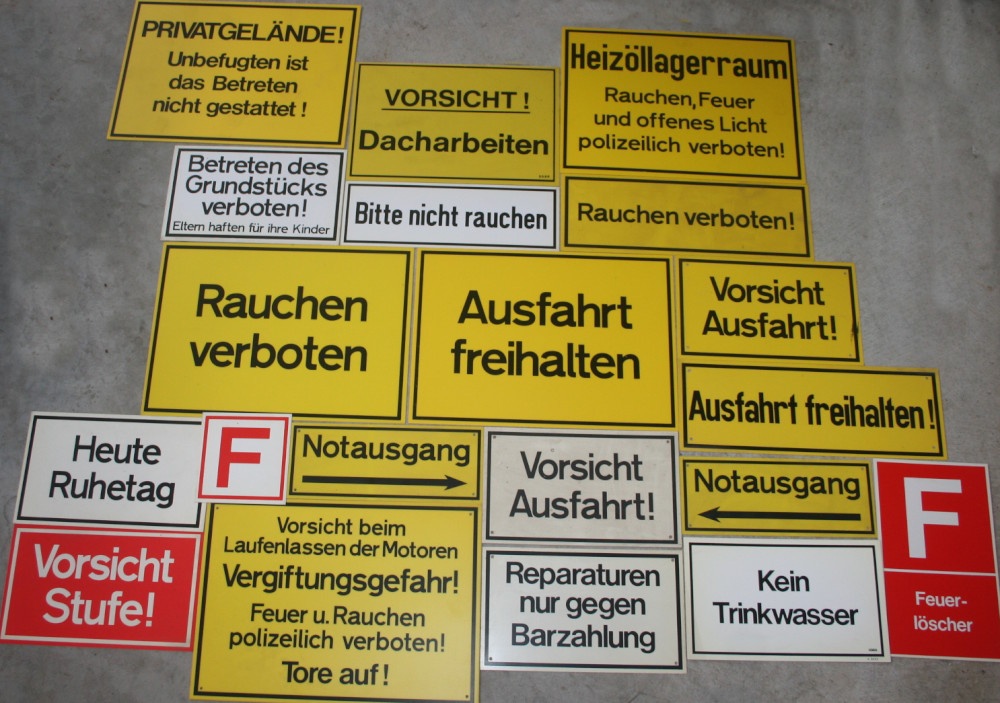 PRIVATGELÄNDE!
Unbefugten ist
das Betreten
nicht gestattet!
VORSICHT!
Dacharbeiten
Heizöllagerraum
Rauchen, Feuer
und offenes Licht
polizeilich verboten!
Betreten des
Grundstücks
verboten!
Eltern haften für ihre Kinder
Bitte nicht rauchen
Rauchen verboten!
Rauchen
verboten
Ausfahrt
freihalten
Vorsicht
Ausfahrt!
Ausfahrt freihalten!
Heute
Ruhetag
F
Notausgang
Vorsicht
Ausfahrt!
Notausgang
F
Feuer-
löscher
Vorsicht
Stufe!
Vorsicht beim
Laufenlassen der Motoren
Vergiftungsgefahr!
Feuer u. Rauchen
polizeilich verboten!
Tore auf!
Reparaturen
nur gegen
Barzahlung
Kein
Trinkwasser